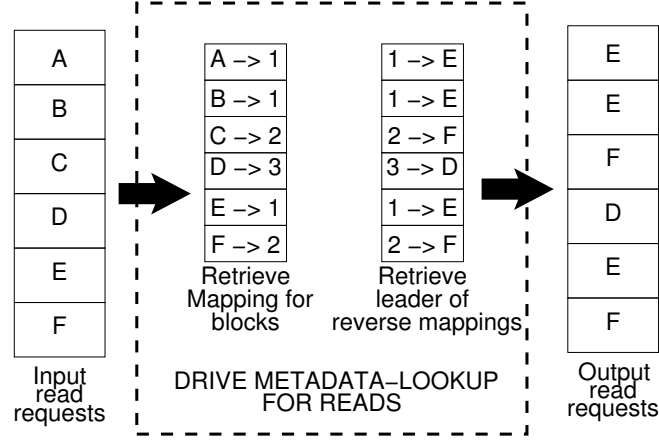 A
B
C
D
E
F
Input
read
requests
A −> 1
B −> 1
C −> 2
D −> 3
E −> 1
F −> 2
Retrieve
Mapping for
blocks
1 −> E
1 −> E
2 −> F
3 −> D
1 −> E
2 −> F
Retrieve
leader of
reverse mappings
DRIVE METADATA−LOOKUP
FOR READS
E
E
F
D
E
F
Output
read
requests